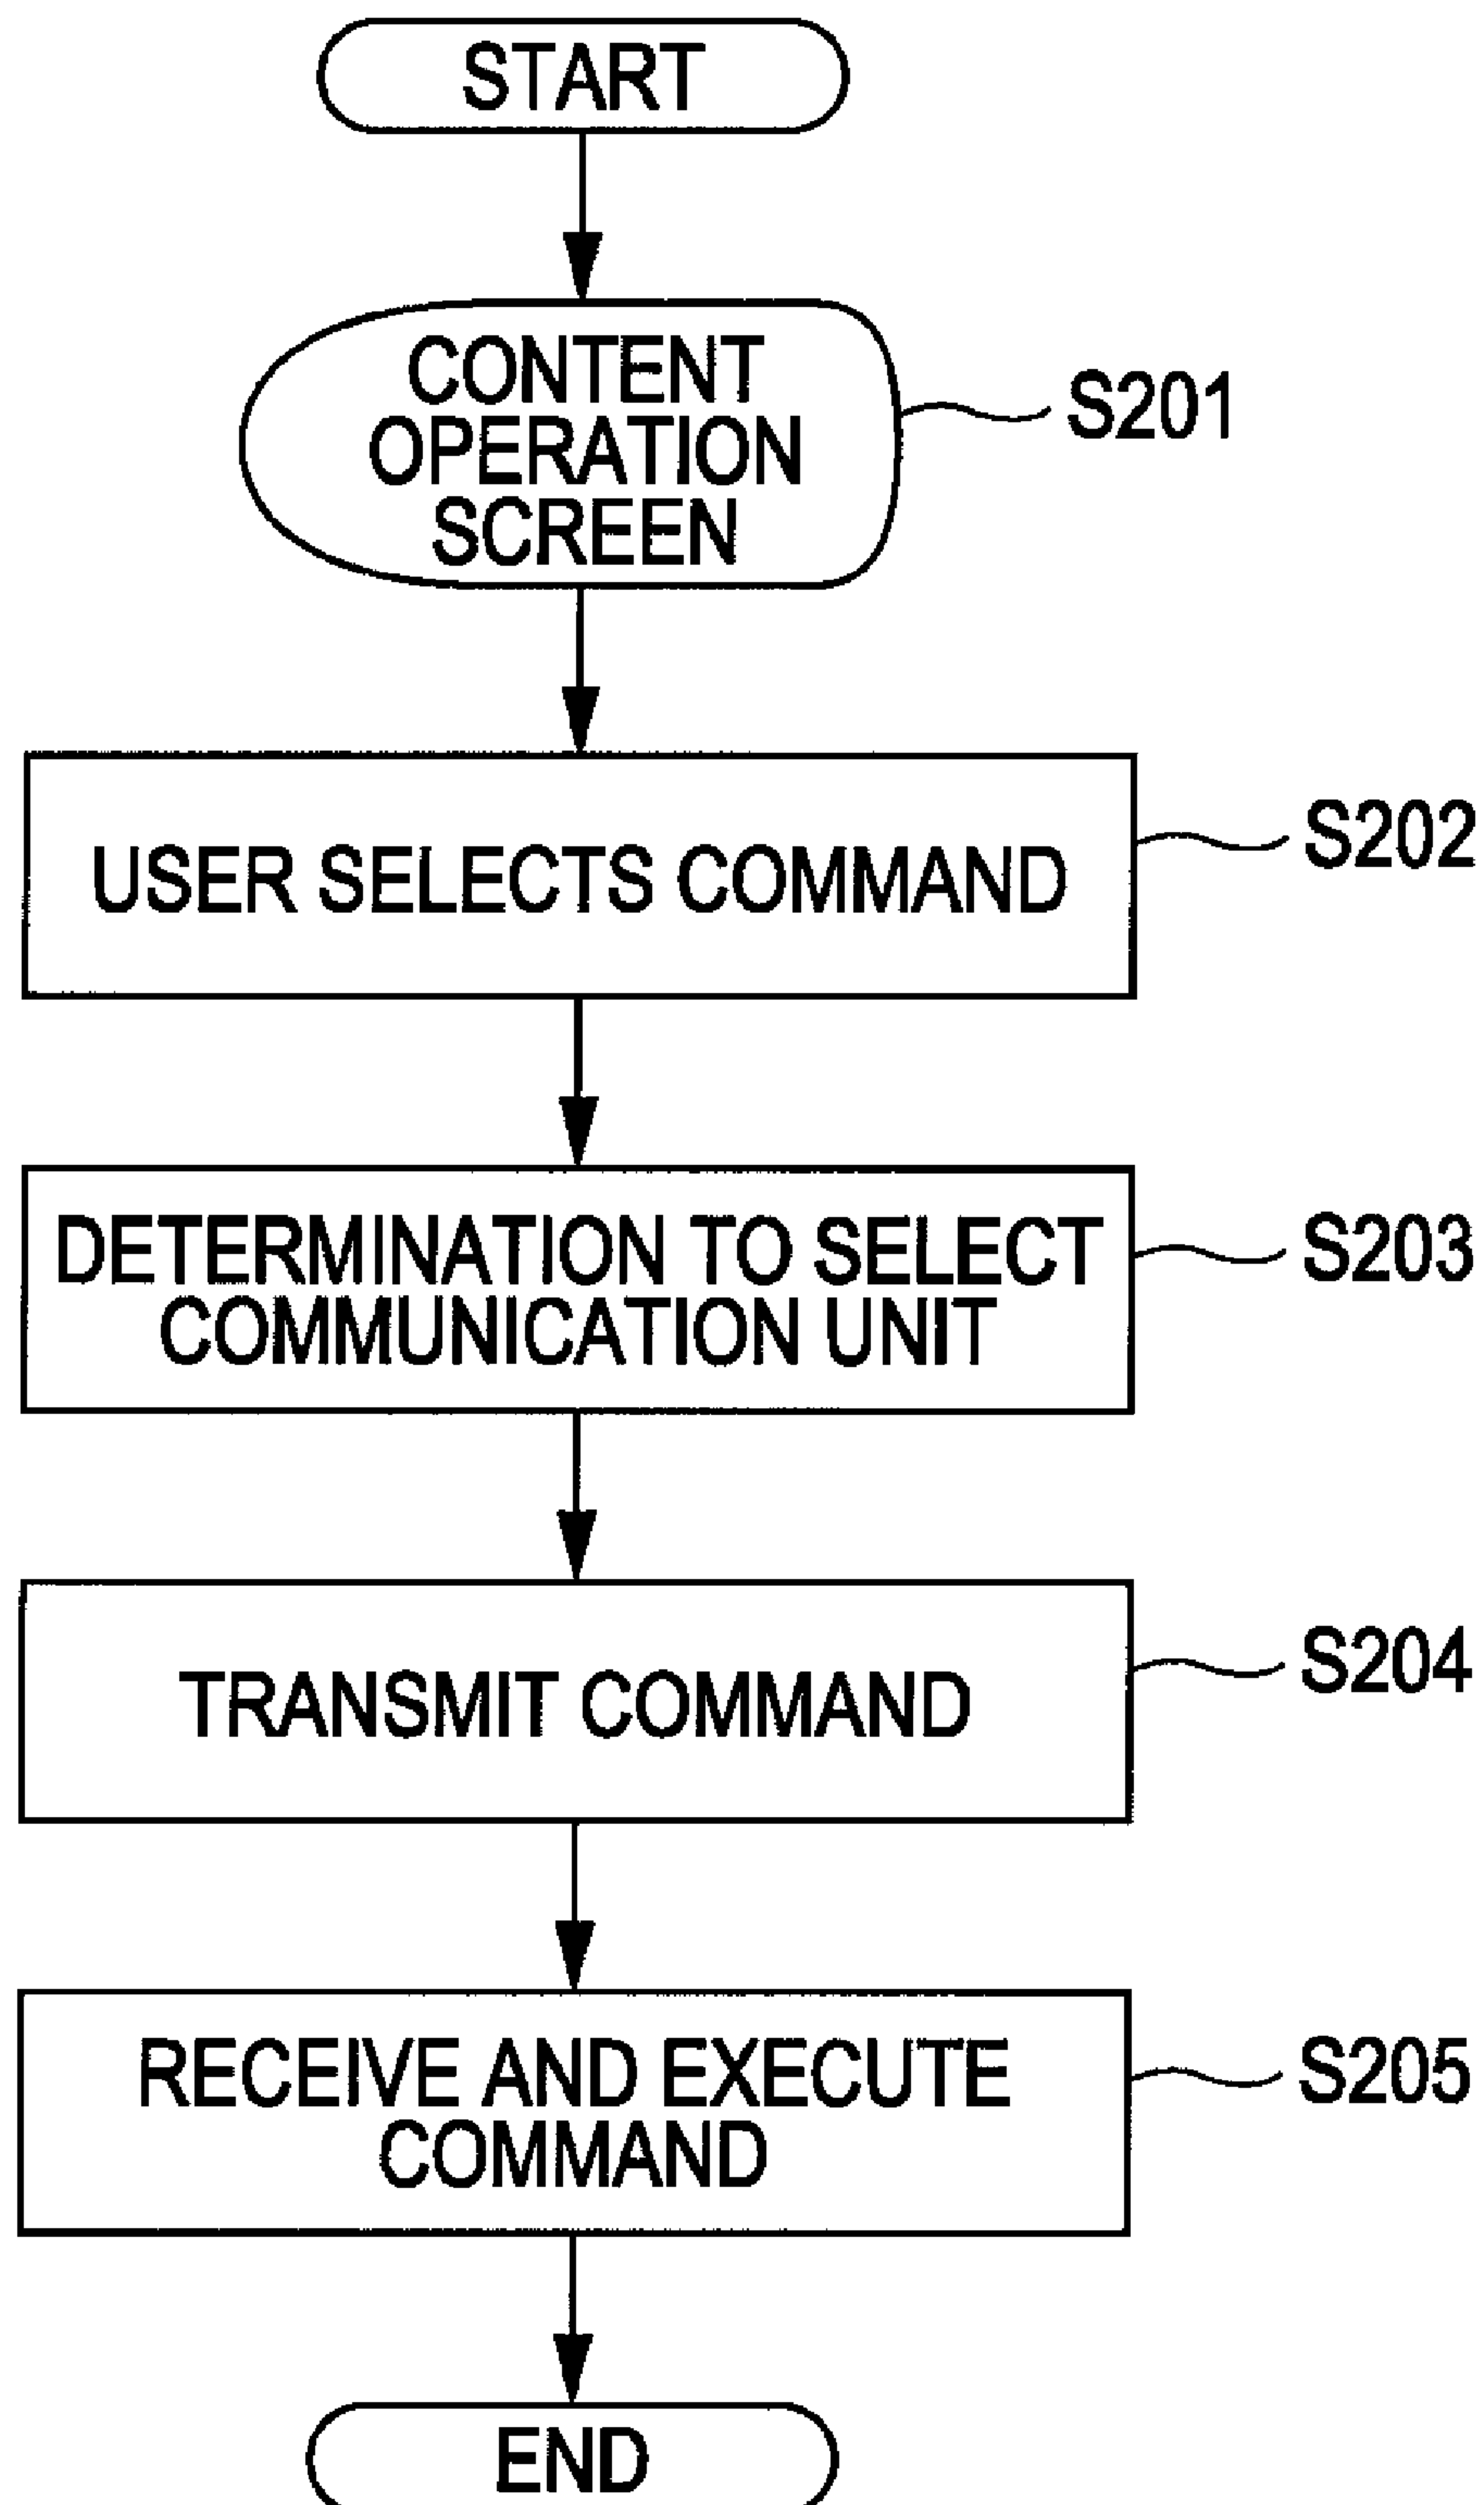 START
CONTENT
OPERATION
SCREEN
S201
USER SELECTS COMMAND
S202
DETERMINATION TO SELECT
COMMUNICATION UNIT
S203
TRANSMIT COMMAND
S204
RECEIVE AND EXECUTE
COMMAND
S205
END